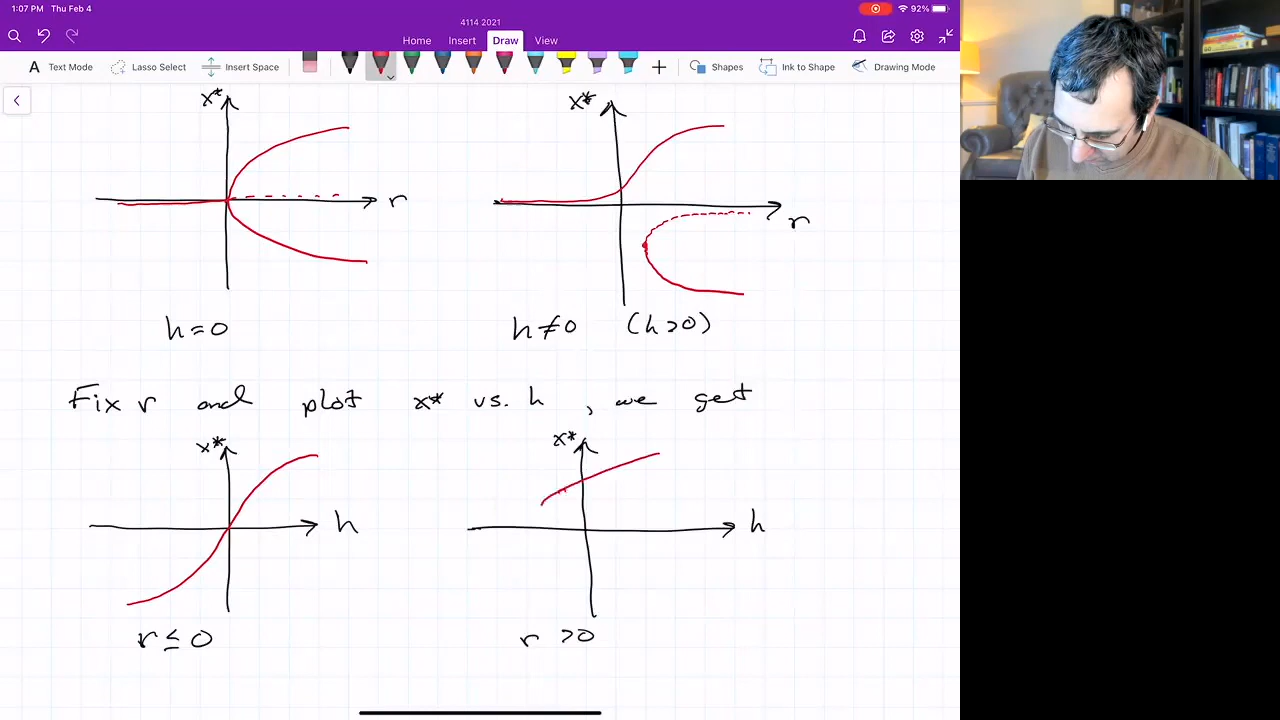 1:07 PM Thu Feb 4
92%
4114 2021
Home Insert Draw View
Text Mode Lasso Select Insert Space Shapes Ink to Shape Drawing Mode
x* x*
r r
h = 0 h ≠ 0 (h > 0)
Fix r and plot x* vs. h , we get
x* x*
h h
r ≤ 0 r > 0